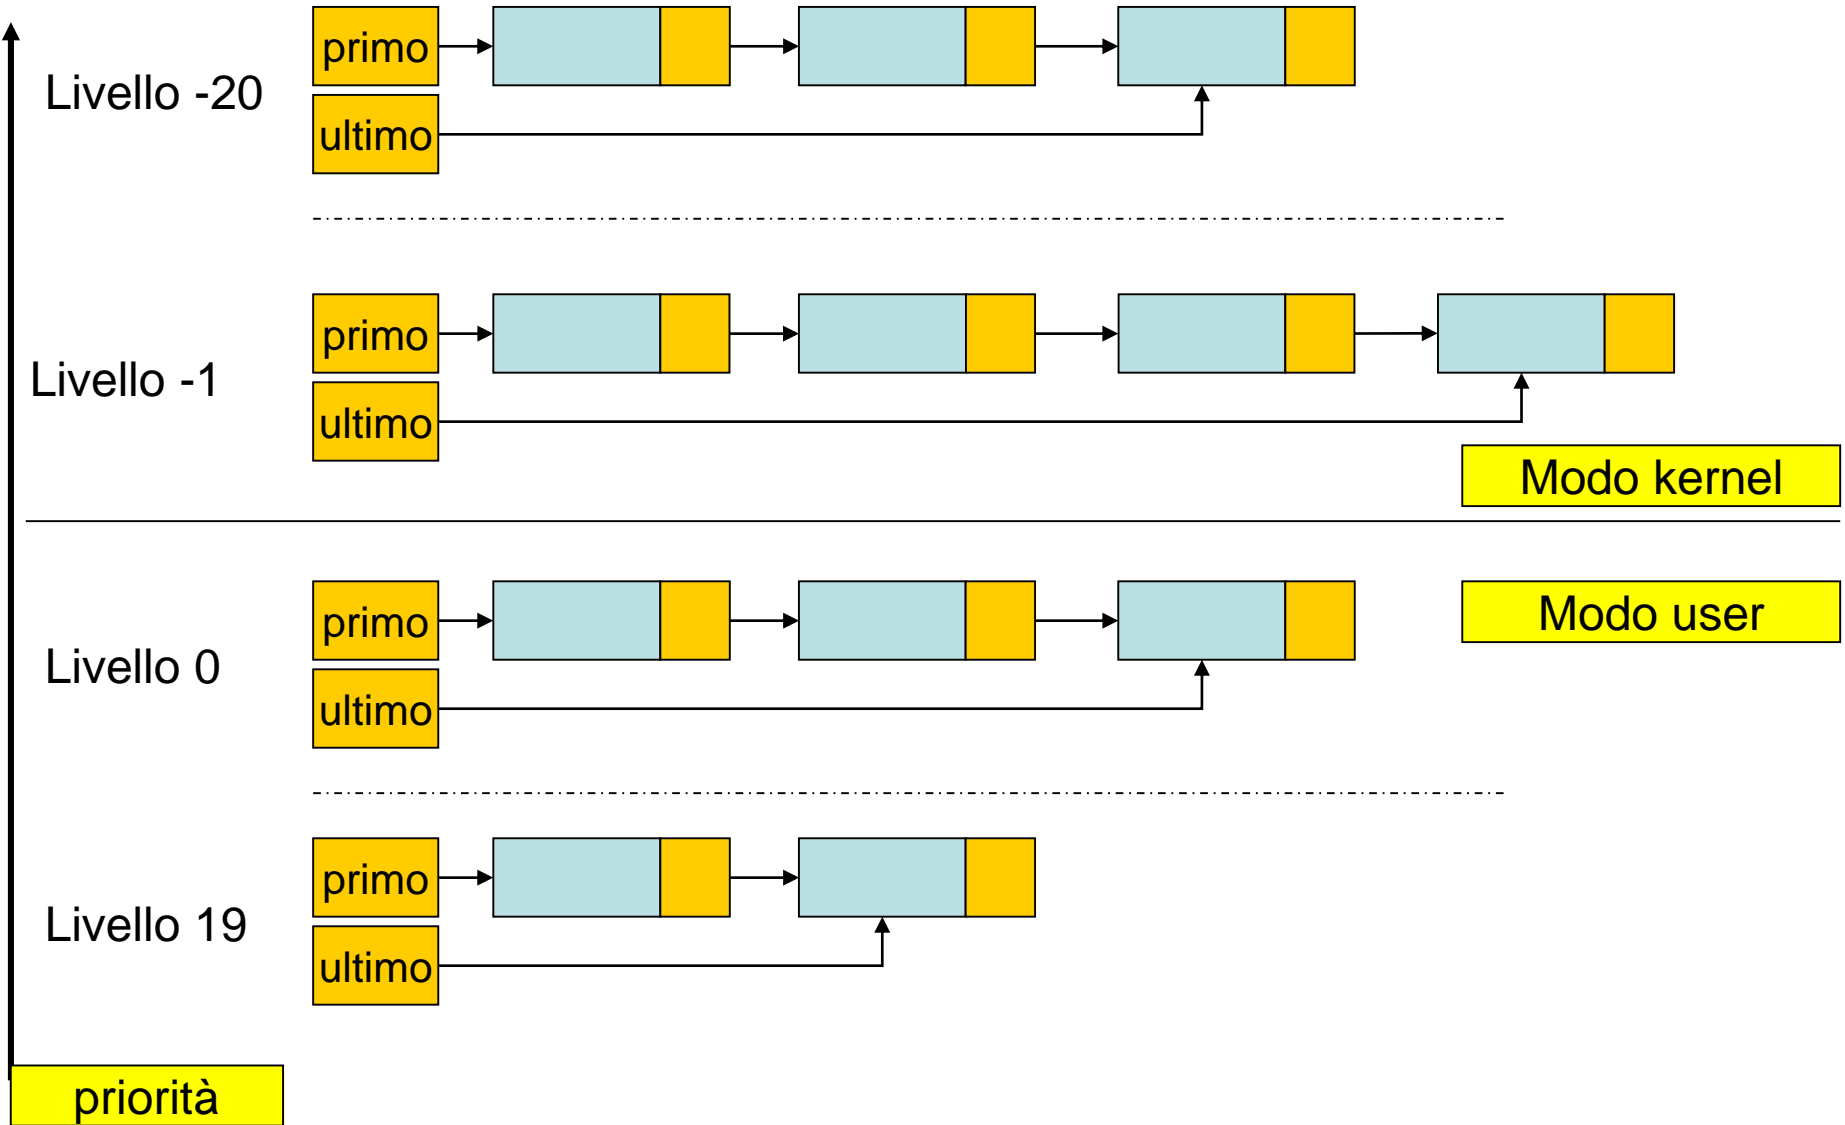 primo
Livello -20
ultimo
primo
Livello -1
ultimo
Modo kernel
primo
Modo user
Livello 0
ultimo
primo
Livello 19
ultimo
priorità